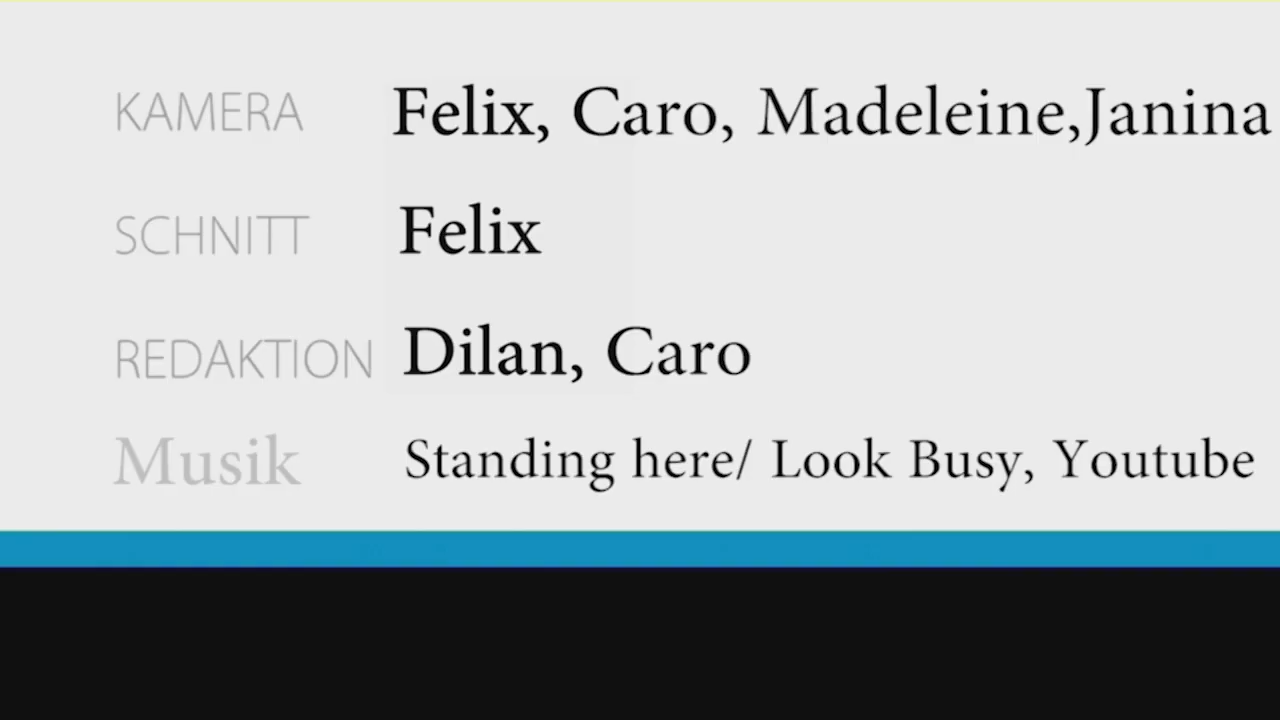 KAMERA Felix, Caro, Madeleine,Janina
SCHNITT Felix
REDAKTION Dilan, Caro
Musik Standing here/ Look Busy, Youtube